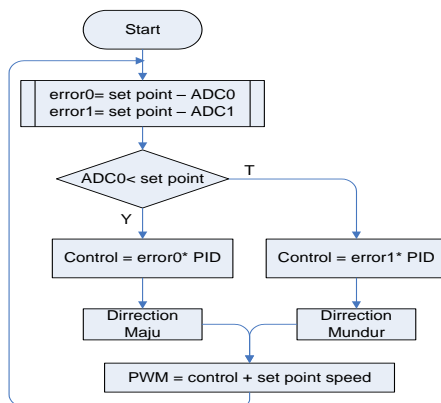 Start
error0= set point – ADC0
error1= set point – ADC1
ADC0< set point
T
Y
Control = error0* PID
Control = error1* PID
Dirrection
Maju
Dirrection
Mundur
PWM = control + set point speed